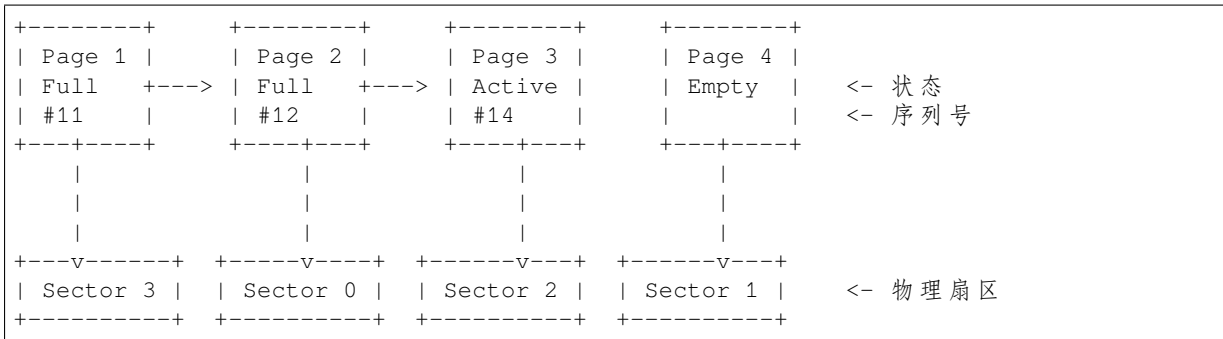 +--------+       +--------+       +--------+       +--------+
| Page 1 |       | Page 2 |       | Page 3 |       | Page 4 |
| Full   +---> | Full   +---> | Active |       | Empty  |   <- 状态
| #11    |       | #12    |       | #14    |       |        |   <- 序列号
+---+----+       +----+---+       +----+---+       +---+----+
|                |                |                |
|                |                |                |
|                |                |                |
+---v------+  +-----v----+  +------v---+  +------v---+
| Sector 3 |  | Sector 0 |  | Sector 2 |  | Sector 1 |   <- 物理扇区
+----------+  +----------+  +----------+  +----------+